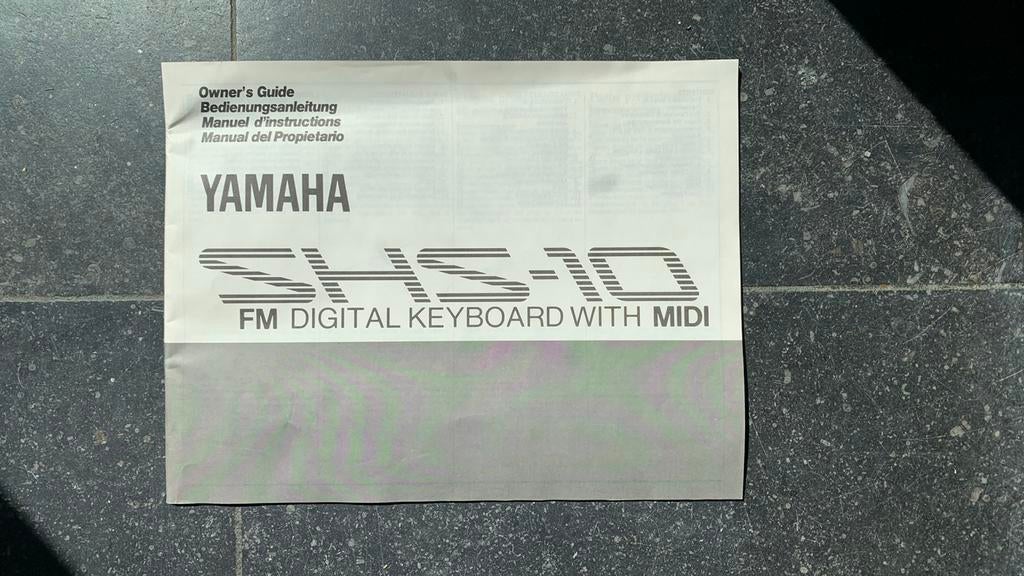 Owner's Guide
Bedienungsanleitung
Manuel d'instructions
Manual del Propietario
YAMAHA
SHS-10
FM DIGITAL KEYBOARD WITH MIDI